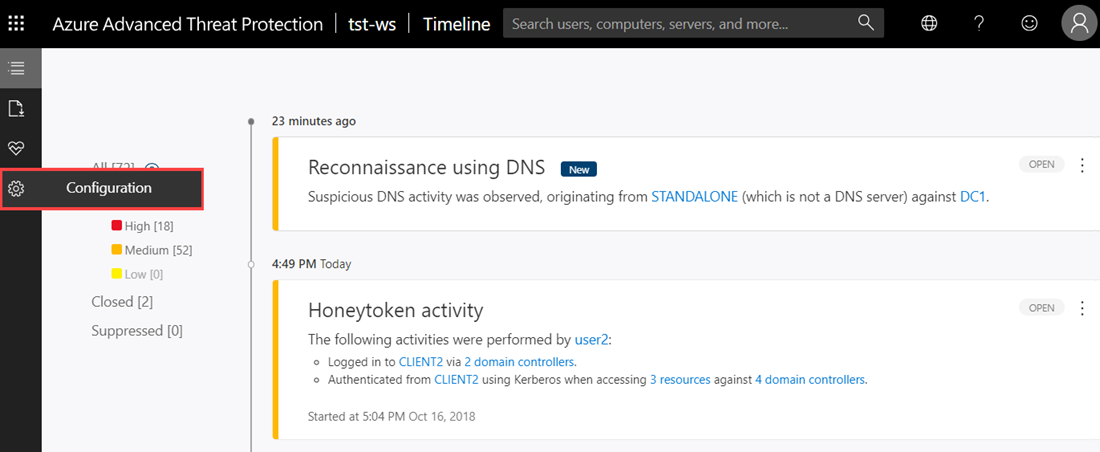 Azure Advanced Threat Protection | tst-ws | Timeline
Search users, computers, servers, and more...
?
23 minutes ago
All [72]
Configuration
High [18]
Medium [52]
Low [0]
Closed [2]
Suppressed [0]
Reconnaissance using DNS New
OPEN
Suspicious DNS activity was observed, originating from STANDALONE (which is not a DNS server) against DC1.
4:49 PM Today
Honeytoken activity
OPEN
The following activities were performed by user2:
Logged in to CLIENT2 via 2 domain controllers.
Authenticated from CLIENT2 using Kerberos when accessing 3 resources against 4 domain controllers.
Started at 5:04 PM Oct 16, 2018